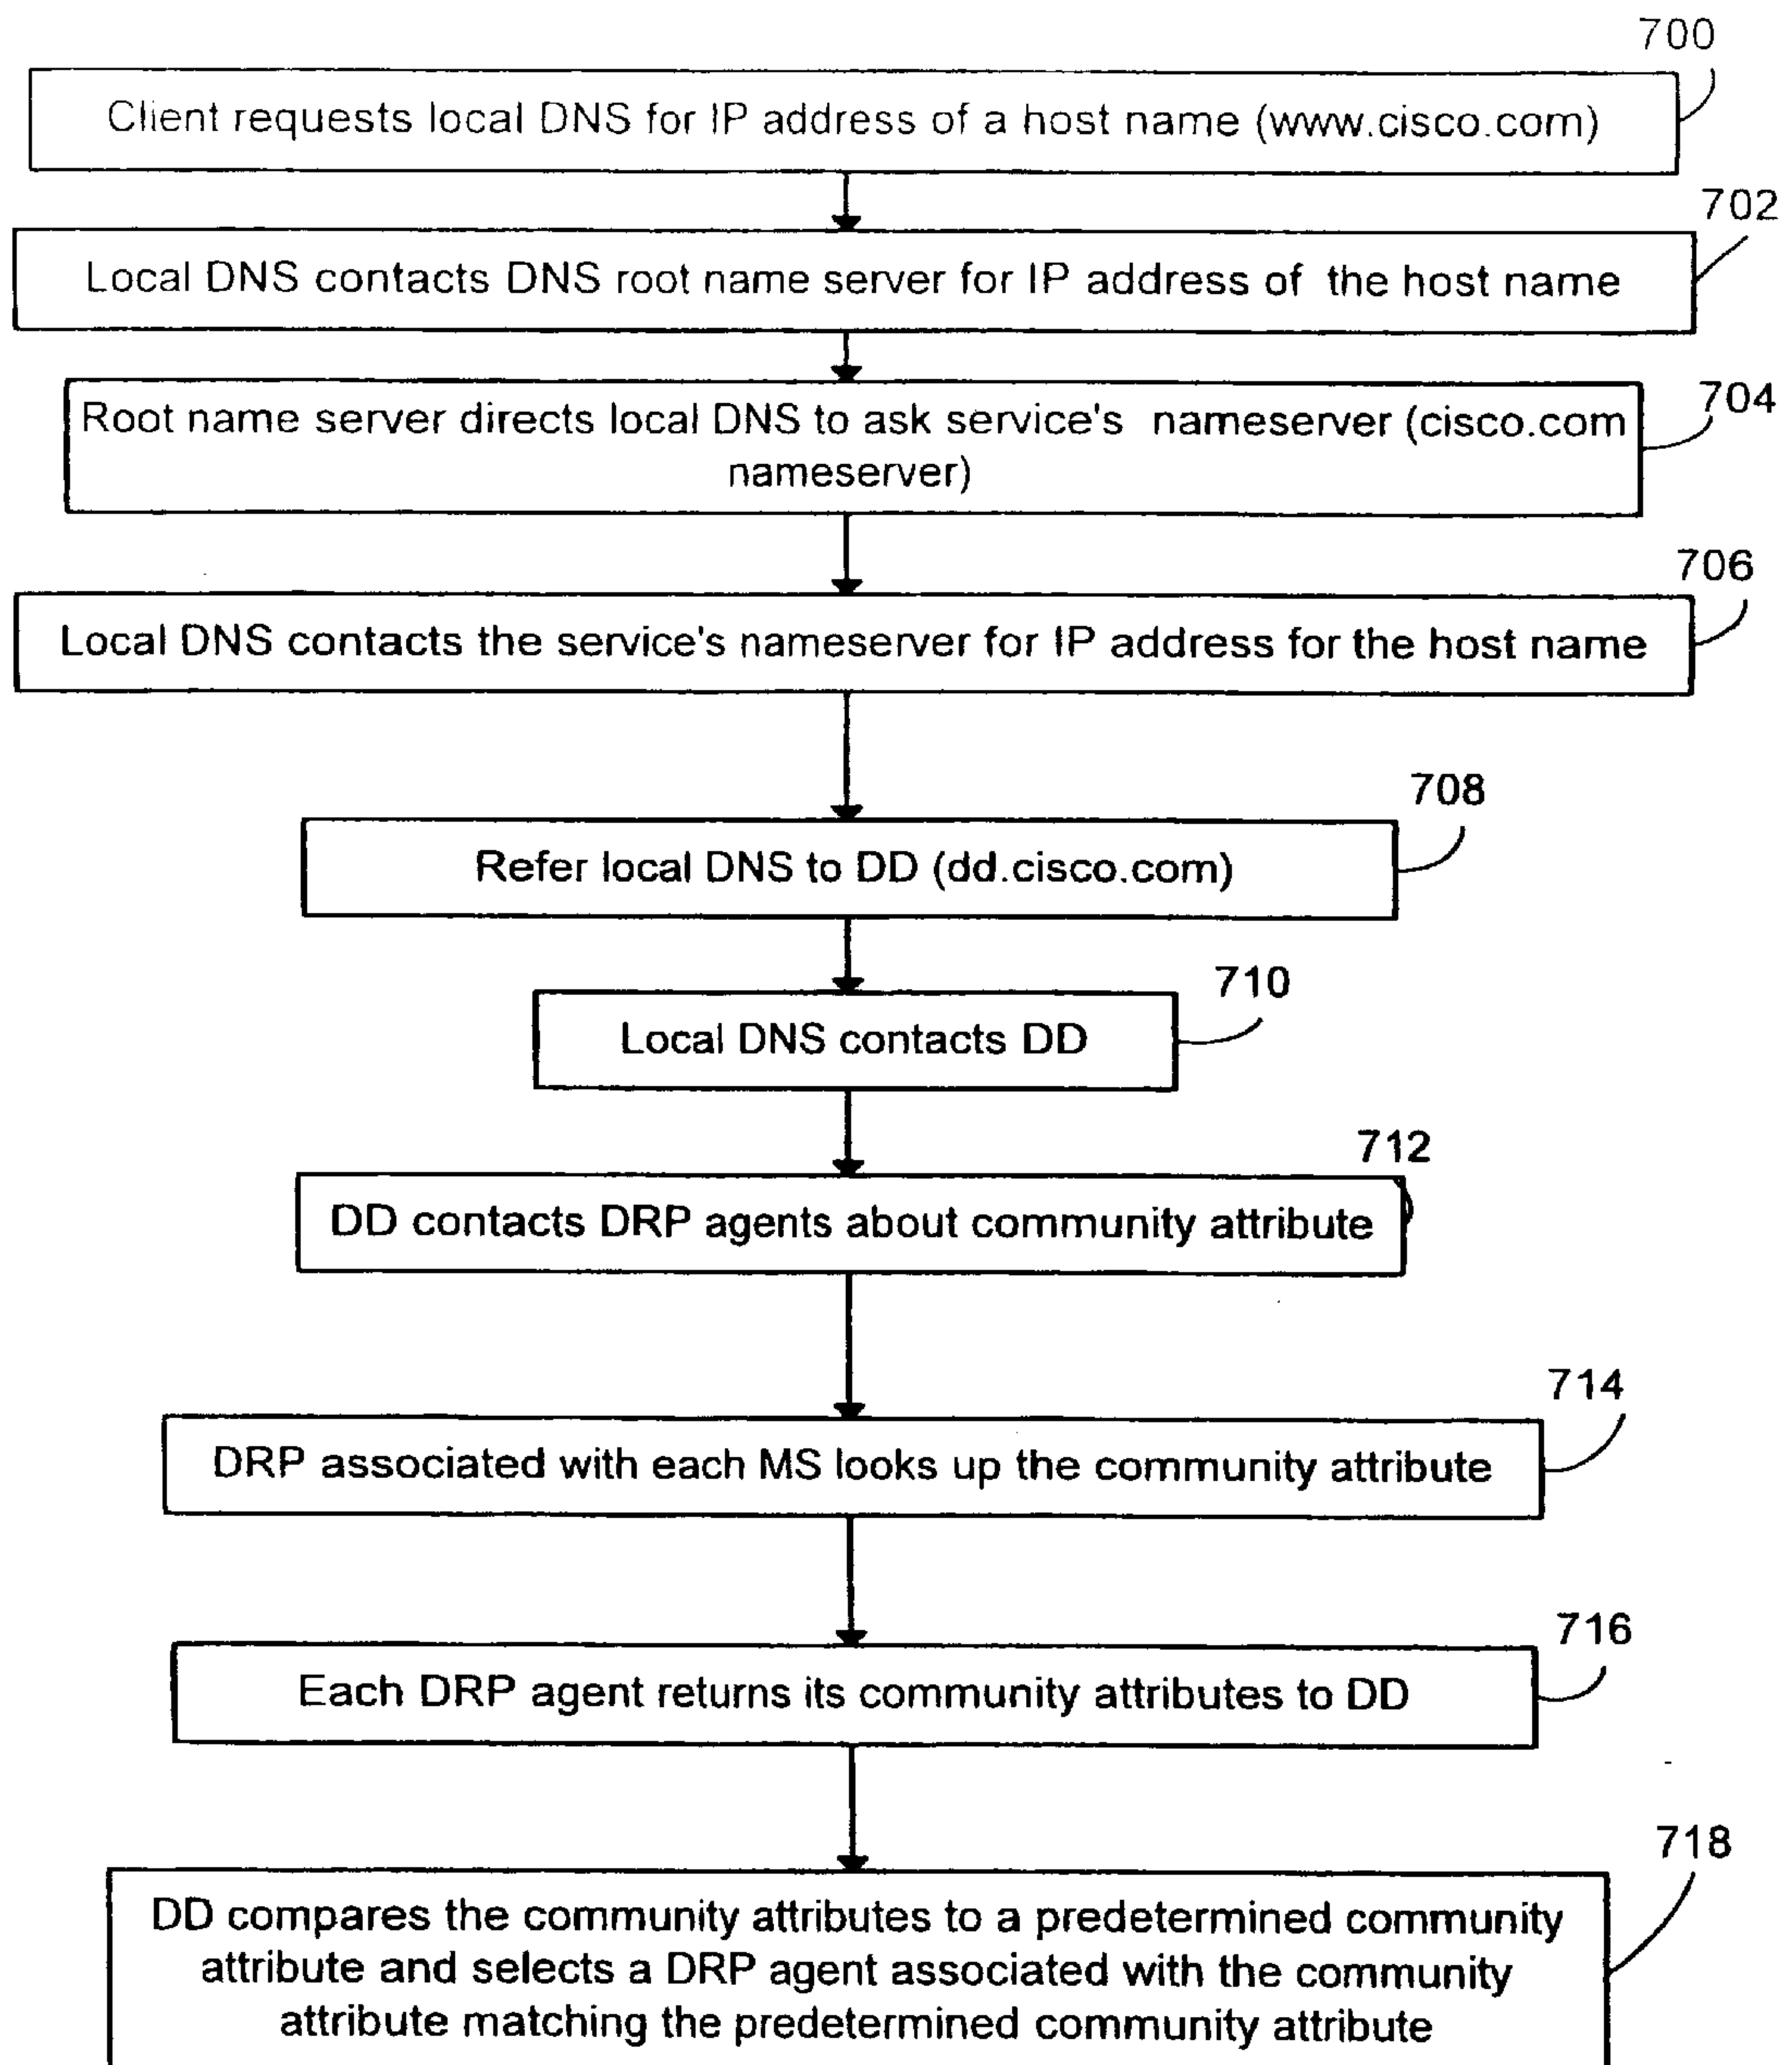 700
Client requests local DNS for IP address of a host name (www.cisco.com)
702
Local DNS contacts DNS root name server for IP address of the host name
704
Root name server directs local DNS to ask service's nameserver (cisco.com
nameserver)
706
Local DNS contacts the service's nameserver for IP address for the host name
708
Refer local DNS to DD (dd.cisco.com)
710
Local DNS contacts DD
712
DD contacts DRP agents about community attribute
714
DRP associated with each MS looks up the community attribute
716
Each DRP agent returns its community attributes to DD
718
DD compares the community attributes to a predetermined community
attribute and selects a DRP agent associated with the community
attribute matching the predetermined community attribute